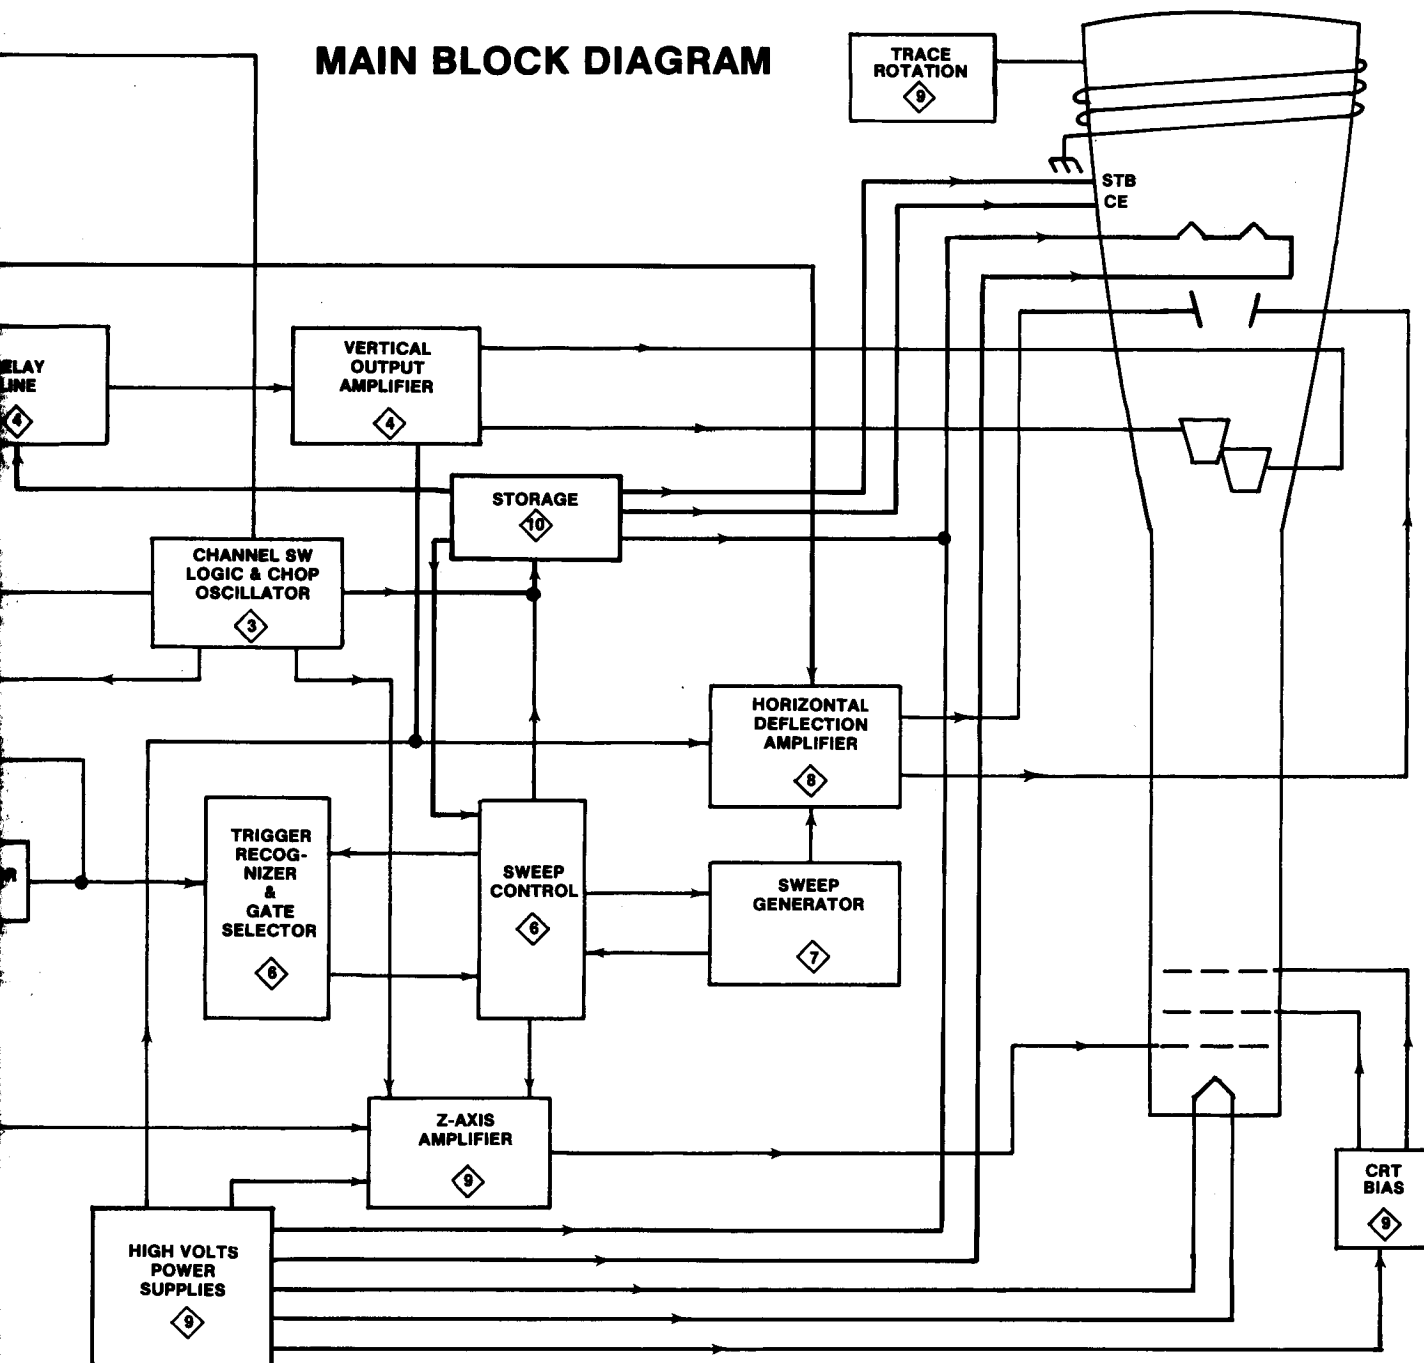 MAIN BLOCK DIAGRAM
TRACE
ROTATION
9
STB
CE
ELAY
LINE
4
VERTICAL
OUTPUT
AMPLIFIER
4
STORAGE
10
CHANNEL SW
LOGIC & CHOP
OSCILLATOR
3
HORIZONTAL
DEFLECTION
AMPLIFIER
8
R
TRIGGER
RECOG-
NIZER
&
GATE
SELECTOR
6
SWEEP
CONTROL
6
SWEEP
GENERATOR
7
Z-AXIS
AMPLIFIER
9
CRT
BIAS
9
HIGH VOLTS
POWER
SUPPLIES
9